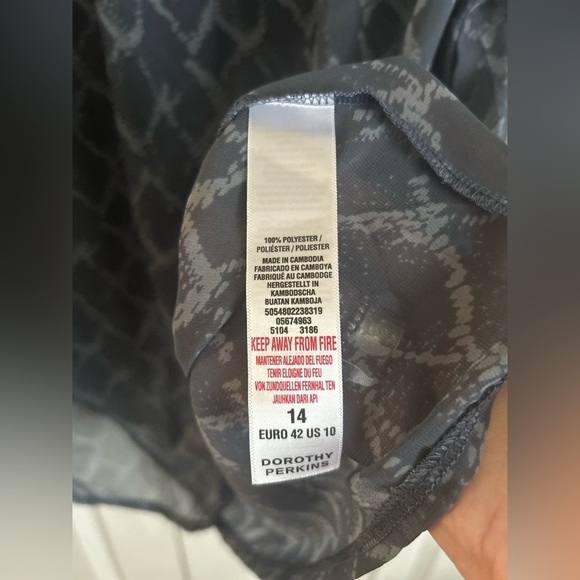 100% POLYESTER /
POLIÉSTER / POLIESTER
MADE IN CAMBODIA
FABRICADO EN CAMBOYA
FABRIQUÉ AU CAMBODGE
HERGESTELLT IN
KAMBODSCHA
BUATAN KAMBOJA
5054802238319
05674963
5104 3186
KEEP AWAY FROM FIRE
MANTENER ALEJADO DEL FUEGO
TENIR ELOIGNE DU FEU
VON ZUNDQUELLEN FERNHAL TEN
JAUHKAN DARI API
14
EURO 42 US 10
DOROTHY
PERKINS